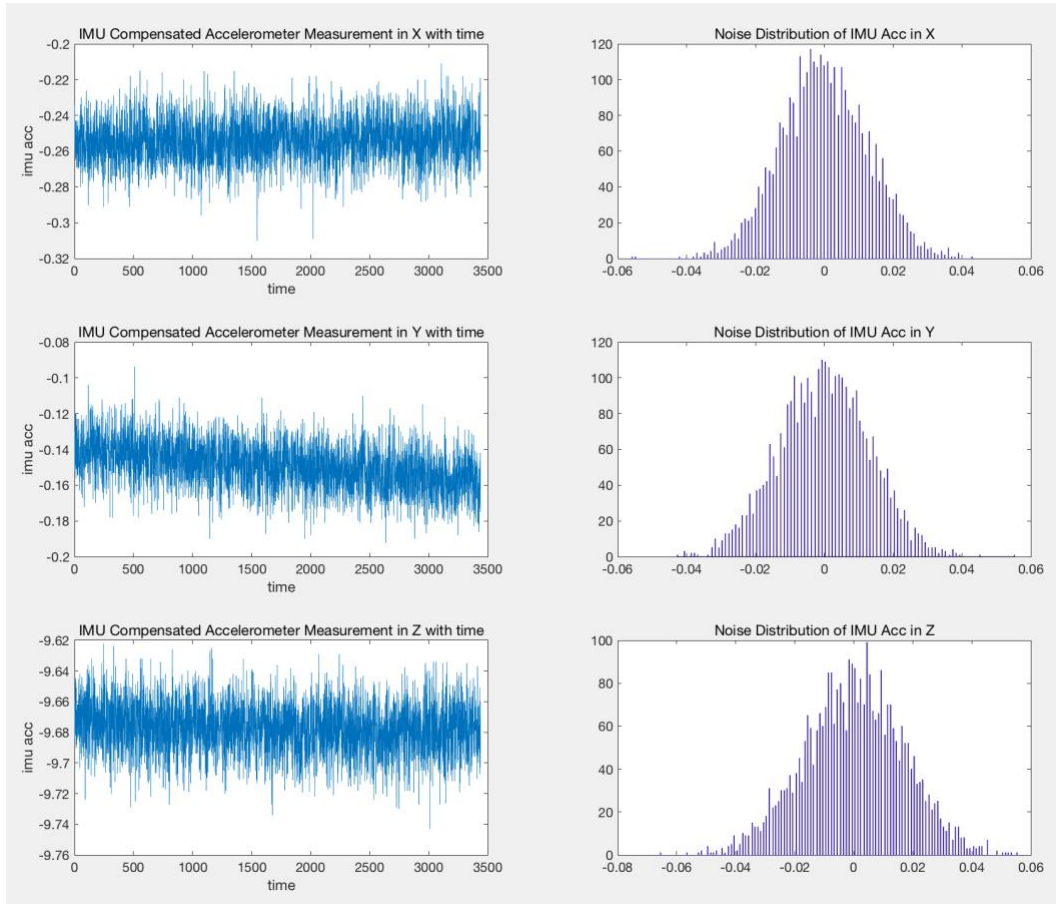 IMU Compensated Accelerometer Measurement in X with time
-0.2
-0.22
-0.24
-0.26
-0.28
-0.3
-0.32
imu acc
0 500 1000 1500 2000 2500 3000 3500
time
Noise Distribution of IMU Acc in X
120
100
80
60
40
20
0
-0.06 -0.04 -0.02 0 0.02 0.04 0.06
IMU Compensated Accelerometer Measurement in Y with time
-0.08
-0.1
-0.12
-0.14
-0.16
-0.18
-0.2
imu acc
0 500 1000 1500 2000 2500 3000 3500
time
Noise Distribution of IMU Acc in Y
120
100
80
60
40
20
0
-0.06 -0.04 -0.02 0 0.02 0.04 0.06
IMU Compensated Accelerometer Measurement in Z with time
-9.62
-9.64
-9.66
-9.68
-9.7
-9.72
-9.74
-9.76
imu acc
0 500 1000 1500 2000 2500 3000 3500
time
Noise Distribution of IMU Acc in Z
100
80
60
40
20
0
-0.08 -0.06 -0.04 -0.02 0 0.02 0.04 0.06